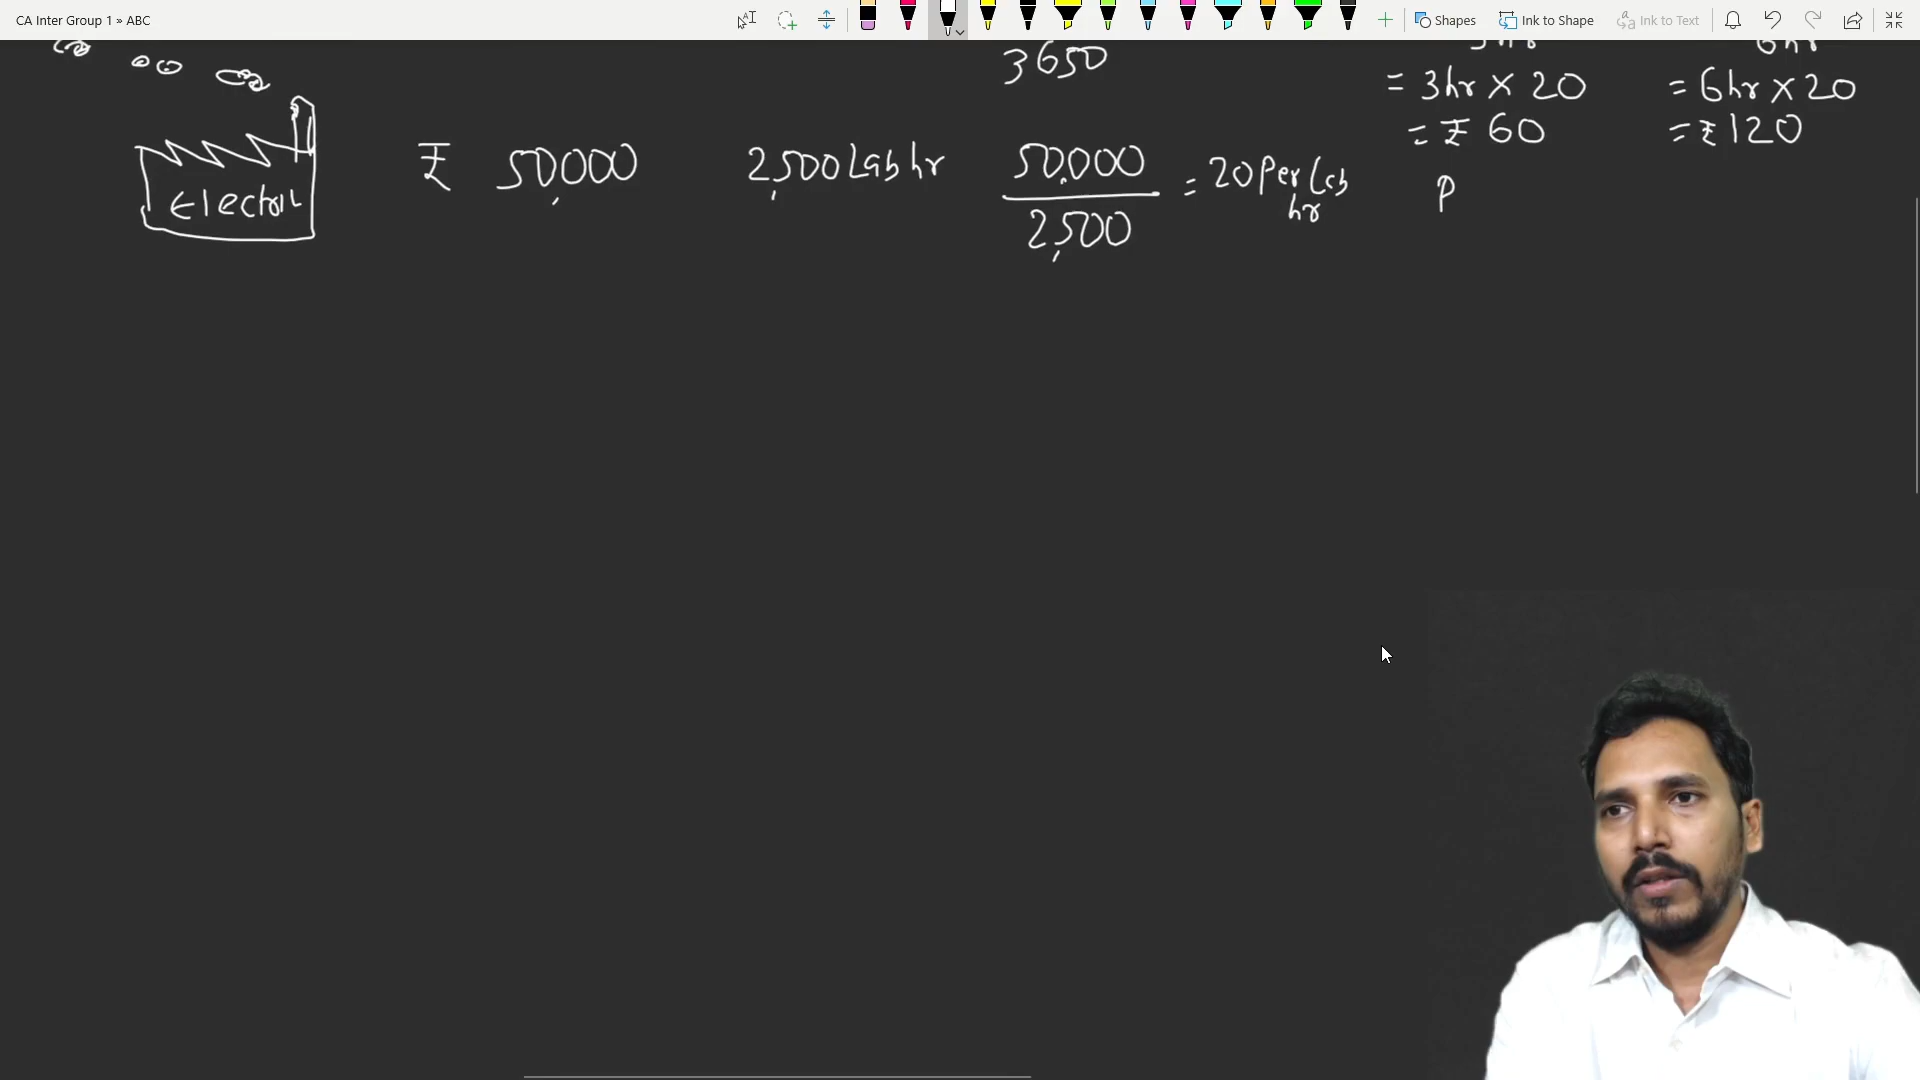 CA Inter Group 1 » ABC
Shapes
Ink to Shape
Ink to Text
3650
= 3hr × 20
= 6hr × 20
= ₹ 60
= ₹ 120
Electric
₹ 50,000
2,500 Lab hr
50,000
2,500
= 20 Per Lab
hr
P